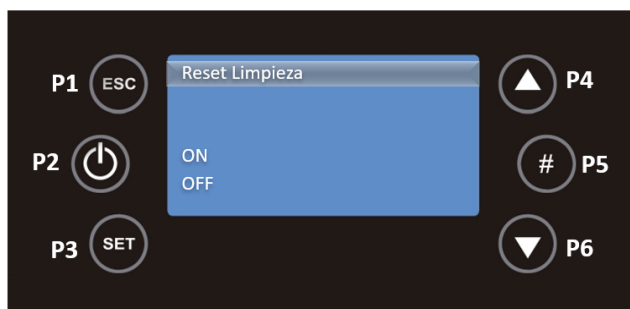 P1 ESC
Reset Limpieza
P4
P2
ON
OFF
# P5
P3 SET
P6